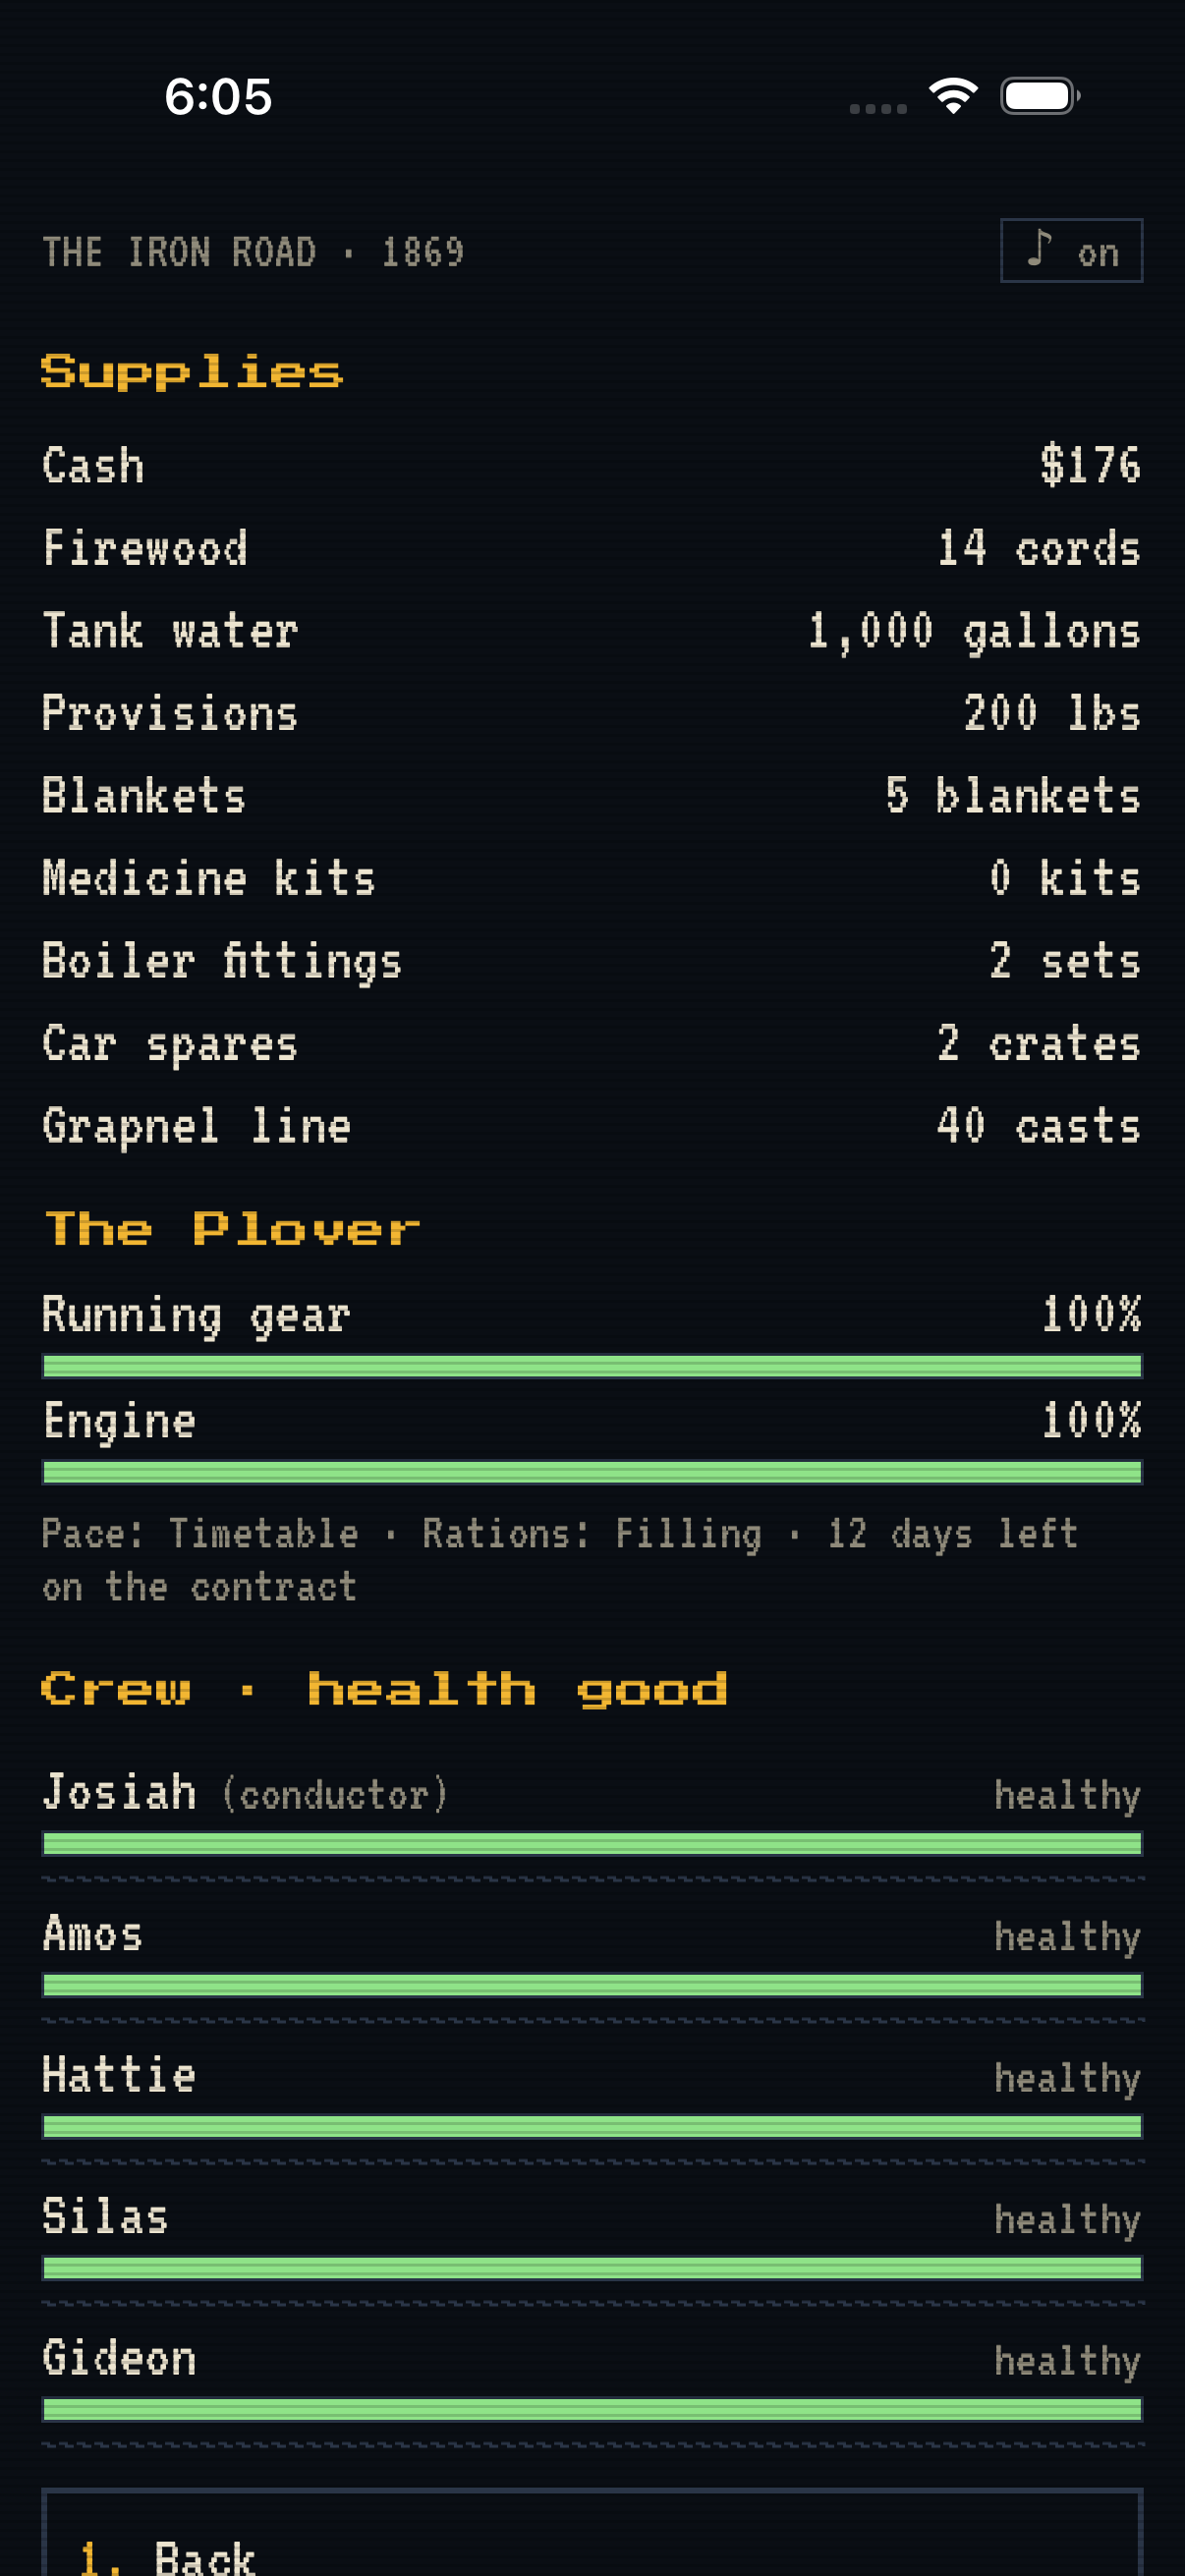 6:05
THE IRON ROAD · 1869 ♪ on
Supplies
Cash $176
Firewood 14 cords
Tank water 1,000 gallons
Provisions 200 lbs
Blankets 5 blankets
Medicine kits 0 kits
Boiler fittings 2 sets
Car spares 2 crates
Grapnel line 40 casts
The Plover
Running gear 100%
Engine 100%
Pace: Timetable · Rations: Filling · 12 days left
on the contract
Crew · health good
Josiah (conductor) healthy
Amos healthy
Hattie healthy
Silas healthy
Gideon healthy
1. Back